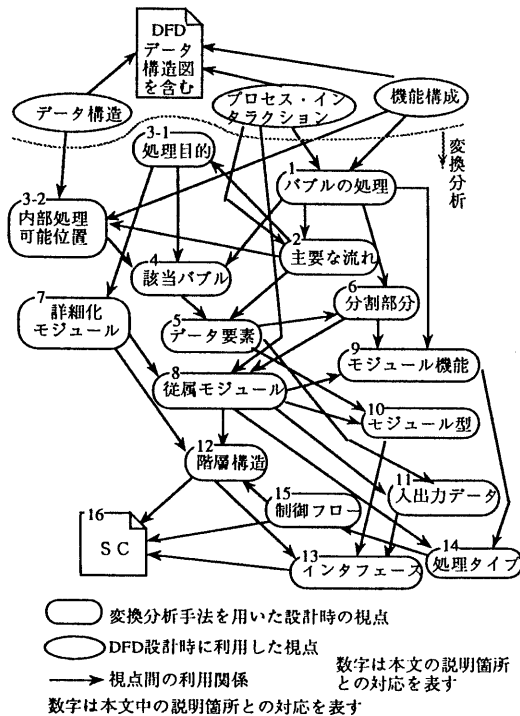 DFD
データ
構造図
を含む
データ構造
プロセス・イン
タラクション
機能構成
変換分析
3-1
処理目的
1
バブルの処理
3-2
内部処理
可能位置
2
主要な流れ
4
該当バブル
6
分割部分
7
詳細化
モジュール
5
データ要素
9
モジュール機能
8
従属モジュール
10
モジュール型
12
階層構造
11
入出力データ
15
制御フロー
16
SC
14
処理タイプ
13
インタフェース
変換分析手法を用いた設計時の視点
DFD設計時に利用した視点
視点間の利用関係
数字は本文の説明箇所
との対応を表す
数字は本文中の説明箇所との対応を表す